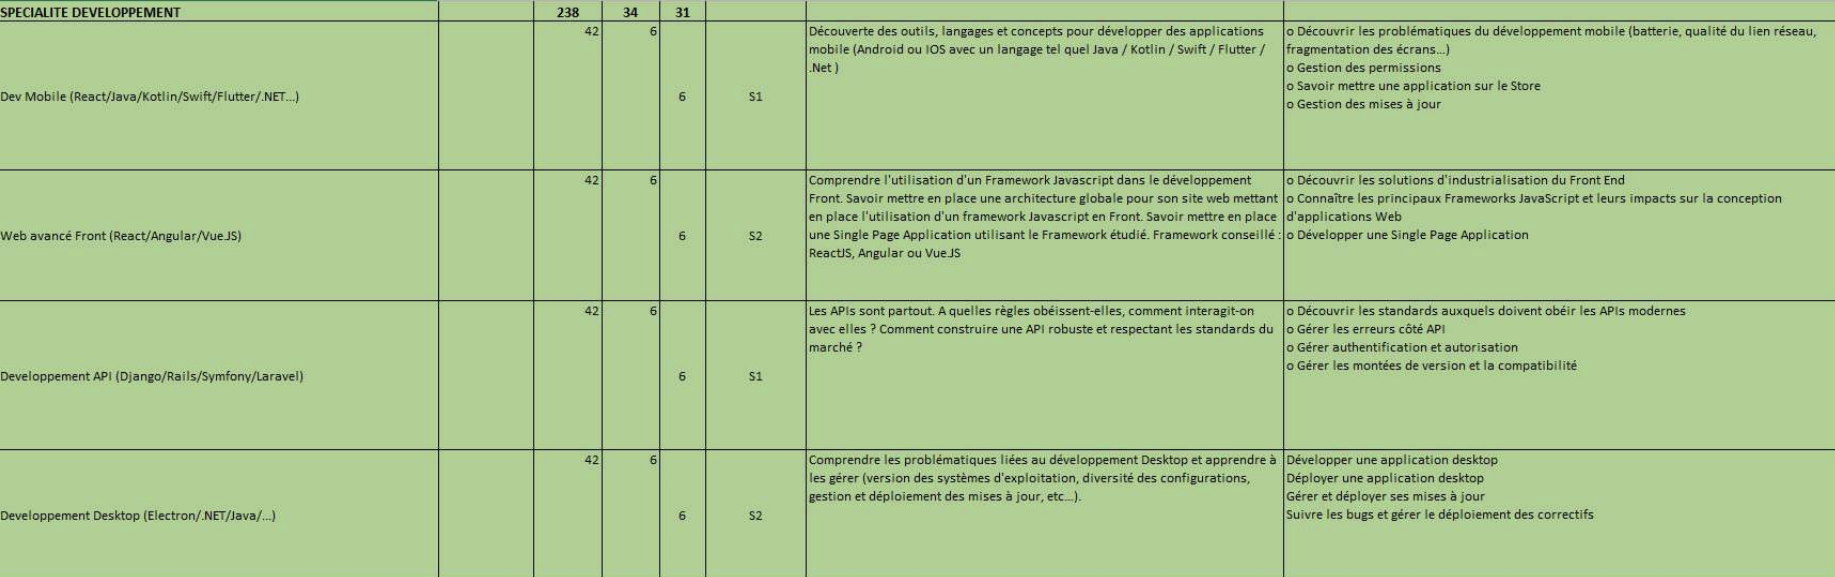 SPECIALITE DEVELOPPEMENT 238 34 31
Dev Mobile (React/Java/Kotlin/Swift/Flutter/.NET...)
42 6 6 S1
Découverte des outils, langages et concepts pour développer des applications
mobile (Android ou IOS avec un langage tel quel Java / Kotlin / Swift / Flutter /
.Net )
o Découvrir les problématiques du développement mobile (batterie, qualité du lien réseau,
fragmentation des écrans...)
o Gestion des permissions
o Savoir mettre une application sur le Store
o Gestion des mises à jour
Web avancé Front (React/Angular/Vue.JS)
42 6 6 S2
Comprendre l'utilisation d'un Framework Javascript dans le développement
Front. Savoir mettre en place une architecture globale pour son site web mettant
en place l'utilisation d'un framework Javascript en Front. Savoir mettre en place
une Single Page Application utilisant le Framework étudié. Framework conseillé :
ReactJS, Angular ou Vue.JS
o Découvrir les solutions d'industrialisation du Front End
o Connaître les principaux Frameworks JavaScript et leurs impacts sur la conception
d'applications Web
o Développer une Single Page Application
Developpement API (Django/Rails/Symfony/Laravel)
42 6 6 S1
Les APIs sont partout. A quelles règles obéissent-elles, comment interagit-on
avec elles ? Comment construire une API robuste et respectant les standards du
marché ?
o Découvrir les standards auxquels doivent obéir les APIs modernes
o Gérer les erreurs côté API
o Gérer authentification et autorisation
o Gérer les montées de version et la compatibilité
Developpement Desktop (Electron/.NET/Java/...)
42 6 6 S2
Comprendre les problématiques liées au développement Desktop et apprendre à
les gérer (version des systèmes d'exploitation, diversité des configurations,
gestion et déploiement des mises à jour, etc...).
Développer une application desktop
Déployer une application desktop
Gérer et déployer ses mises à jour
Suivre les bugs et gérer le déploiement des correctifs